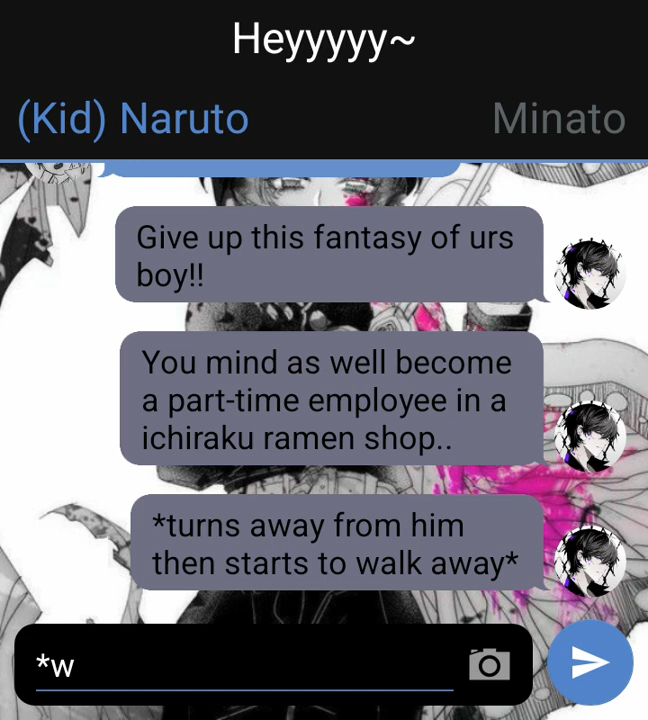 Heyyyyy~
(Kid) Naruto
Minato
Give up this fantasy of urs
boy!!
You mind as well become
a part-time employee in a
ichiraku ramen shop..
*turns away from him
then starts to walk away*
*w